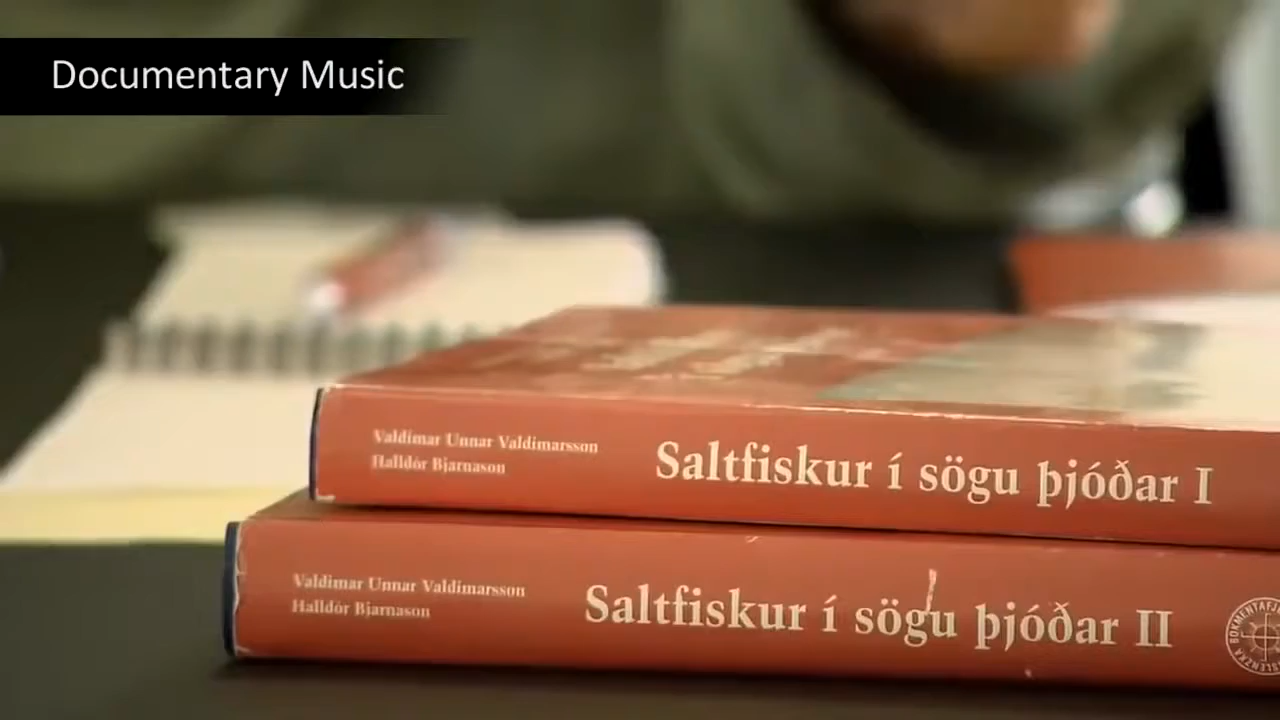 Documentary Music
Valdimar Unnar Valdimarsson
Halldór Bjarnason
Saltfiskur í sögu þjóðar I
Valdimar Unnar Valdimarsson
Halldór Bjarnason
Saltfiskur í sögu þjóðar II